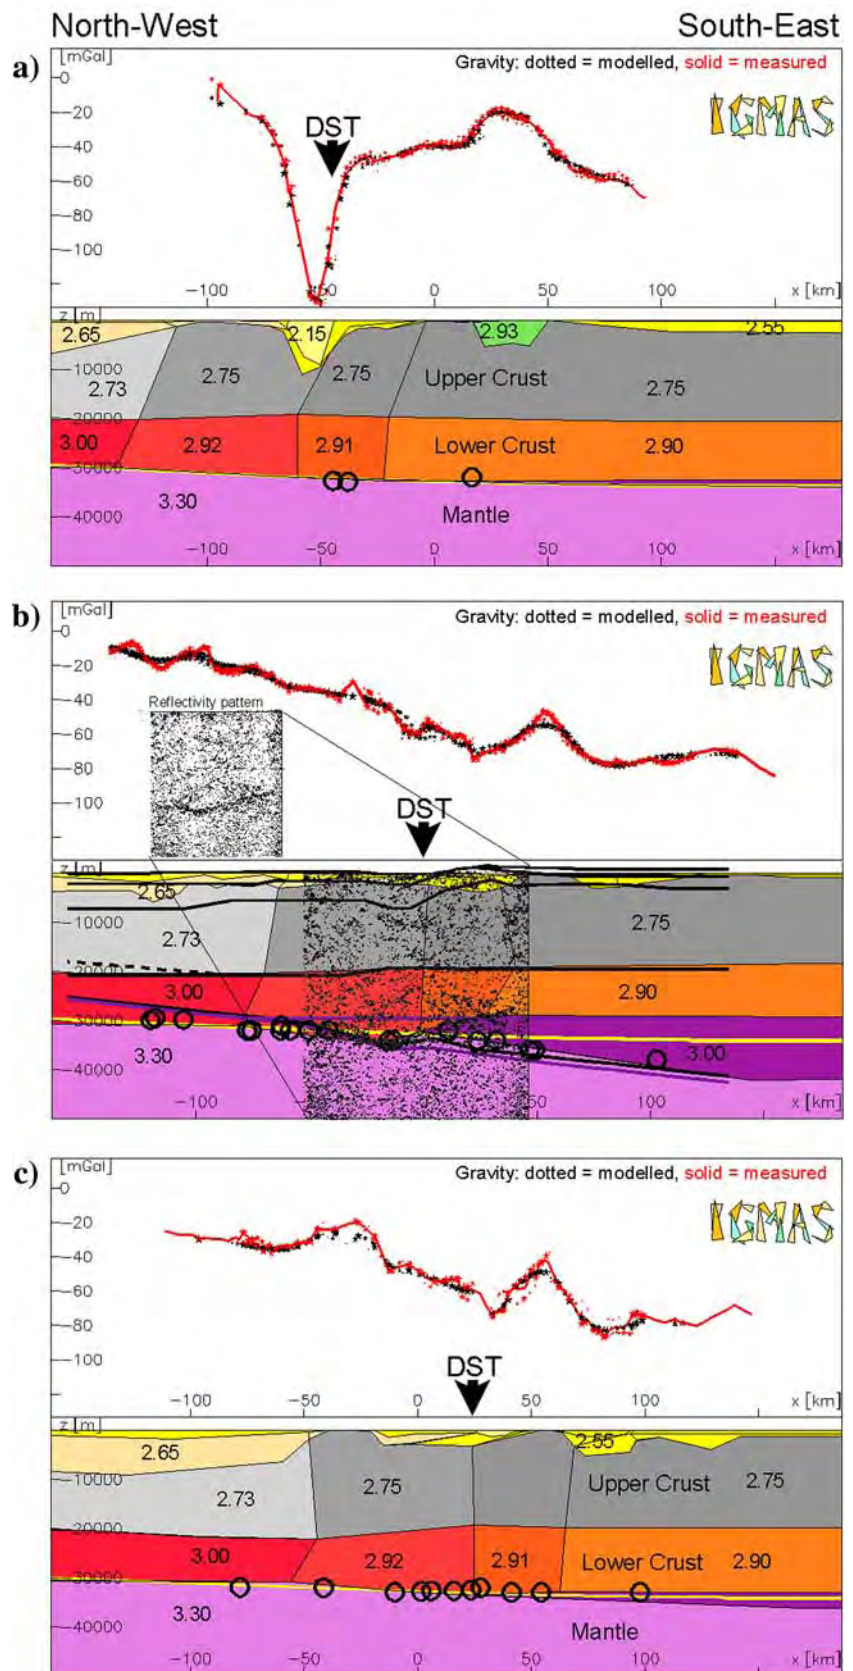 North-West South-East
a) [mGal] Gravity: dotted = modelled, solid = measured
0
IGMAS
−20
DST
−40
−60
−80
−100
−100 −50 0 50 x [km]
z [m]
2.65 2.15 2.93 2.55
−10000
2.73 2.75 2.75 Upper Crust 2.75
−20000
3.00 2.92 2.91 Lower Crust 2.90
−30000
3.30
−40000 Mantle
−100 −50 0 50 100 x [km]
b) [mGal] Gravity: dotted = modelled, solid = measured
0
IGMAS
−20
−40
Reflectivity pattern
−60
−80
−100 DST
z [m]
2.65
−10000 2.75
2.73
−20000
3.00 2.90
−30000
3.30 3.00
−40000
−100 −50 0 50 100 x [km]
c) [mGal] Gravity: dotted = modelled, solid = measured
0
IGMAS
−20
−40
−60
−80
−100 DST
−100 −50 0 50 100 x [km]
z [m]
2.65 2.55
−10000
2.73 2.75 Upper Crust 2.75
−20000
3.00 2.92 2.91 Lower Crust 2.90
−30000
3.30
−40000 Mantle
−100 −50 0 50 100 x [km]